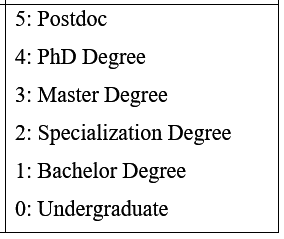 5: Postdoc
4: PhD Degree
3: Master Degree
2: Specialization Degree
1: Bachelor Degree
0: Undergraduate